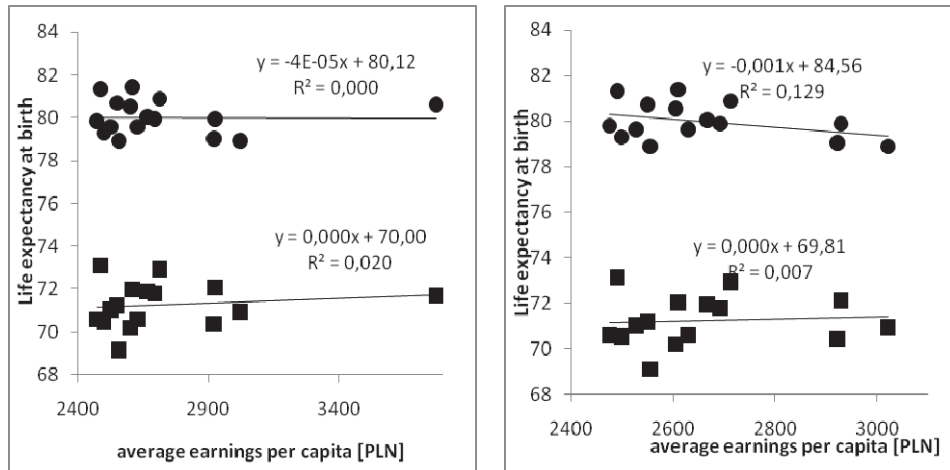 84
82
80
78
76
74
72
70
68
Life expectancy at birth
y = -4E-05x + 80,12
R² = 0,000
y = 0,000x + 70,00
R² = 0,020
2400 2900 3400
average earnings per capita [PLN]
84
82
80
78
76
74
72
70
68
Life expectancy at birth
y = -0,001x + 84,56
R² = 0,129
y = 0,000x + 69,81
R² = 0,007
2400 2600 2800 3000
average earnings per capita [PLN]